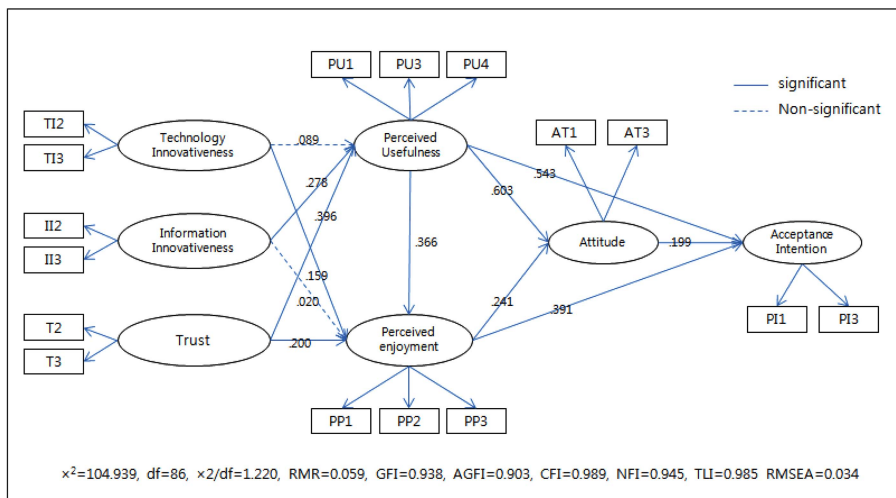 PU1 PU3 PU4
significant
Non-significant
TI2
TI3
Technology
Innovativeness
.089
Perceived
Usefulness
AT1 AT3
.278
.396
.603
.543
II2
II3
Information
Innovativeness
.366
Attitude
.199
Acceptance
Intention
.159
.020
.241
.391
T2
T3
Trust
.200
Perceived
enjoyment
PI1 PI3
PP1 PP2 PP3
×²=104.939, df=86, ×2/df=1.220, RMR=0.059, GFI=0.938, AGFI=0.903, CFI=0.989, NFI=0.945, TLI=0.985 RMSEA=0.034